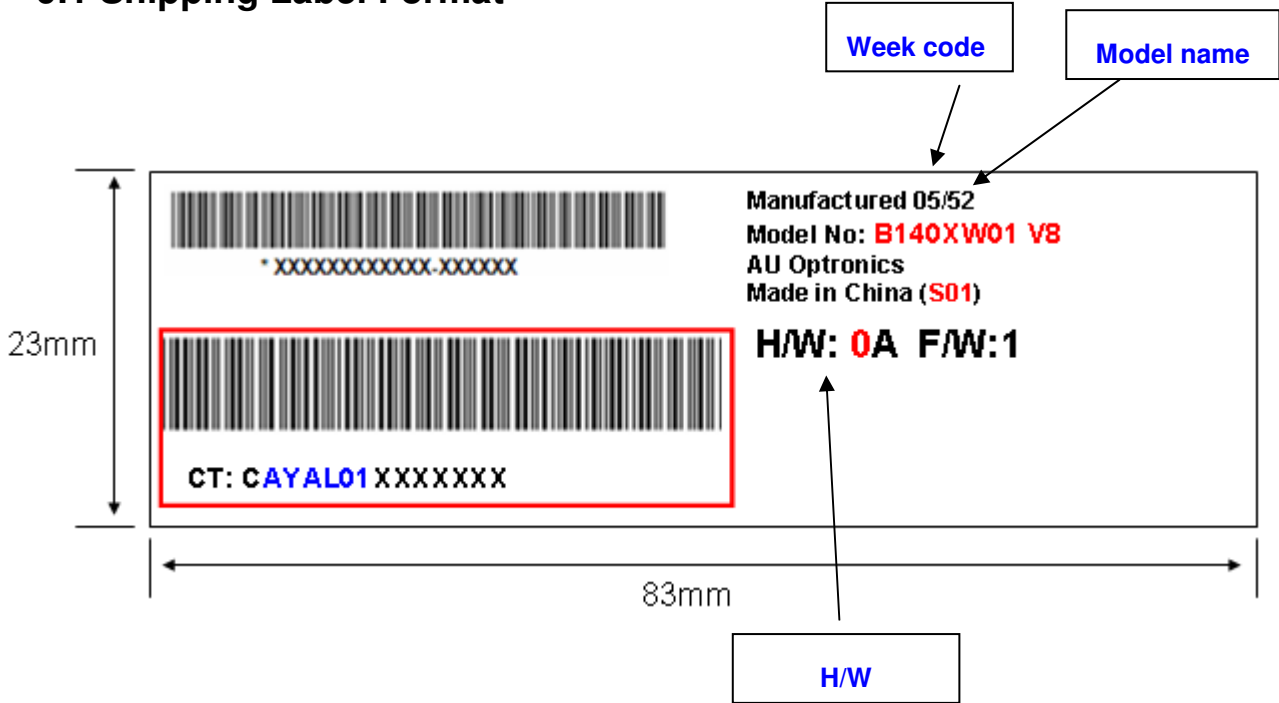 Week code
Model name
Manufactured 05/52
Model No: B140XW01 V8
AU Optronics
Made in China (S01)
* XXXXXXXXXXXX-XXXXXX
H/W: 0A F/W:1
23mm
CT: CAYAL01XXXXXXX
83mm
H/W